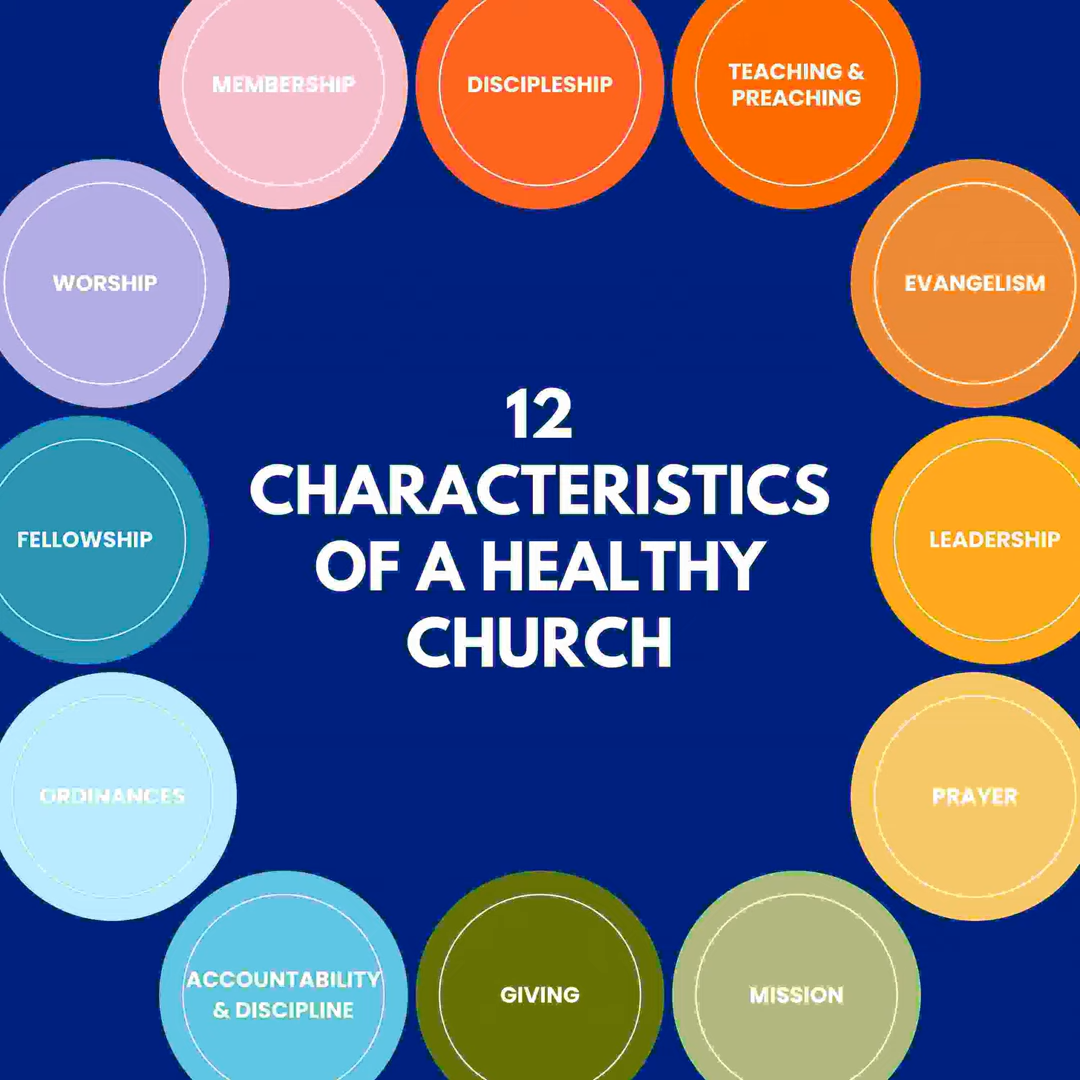 MEMBERSHIP
DISCIPLESHIP
TEACHING &
PREACHING
WORSHIP
EVANGELISM
12
CHARACTERISTICS
OF A HEALTHY
CHURCH
FELLOWSHIP
LEADERSHIP
ORDINANCES
PRAYER
ACCOUNTABILITY
& DISCIPLINE
GIVING
MISSION